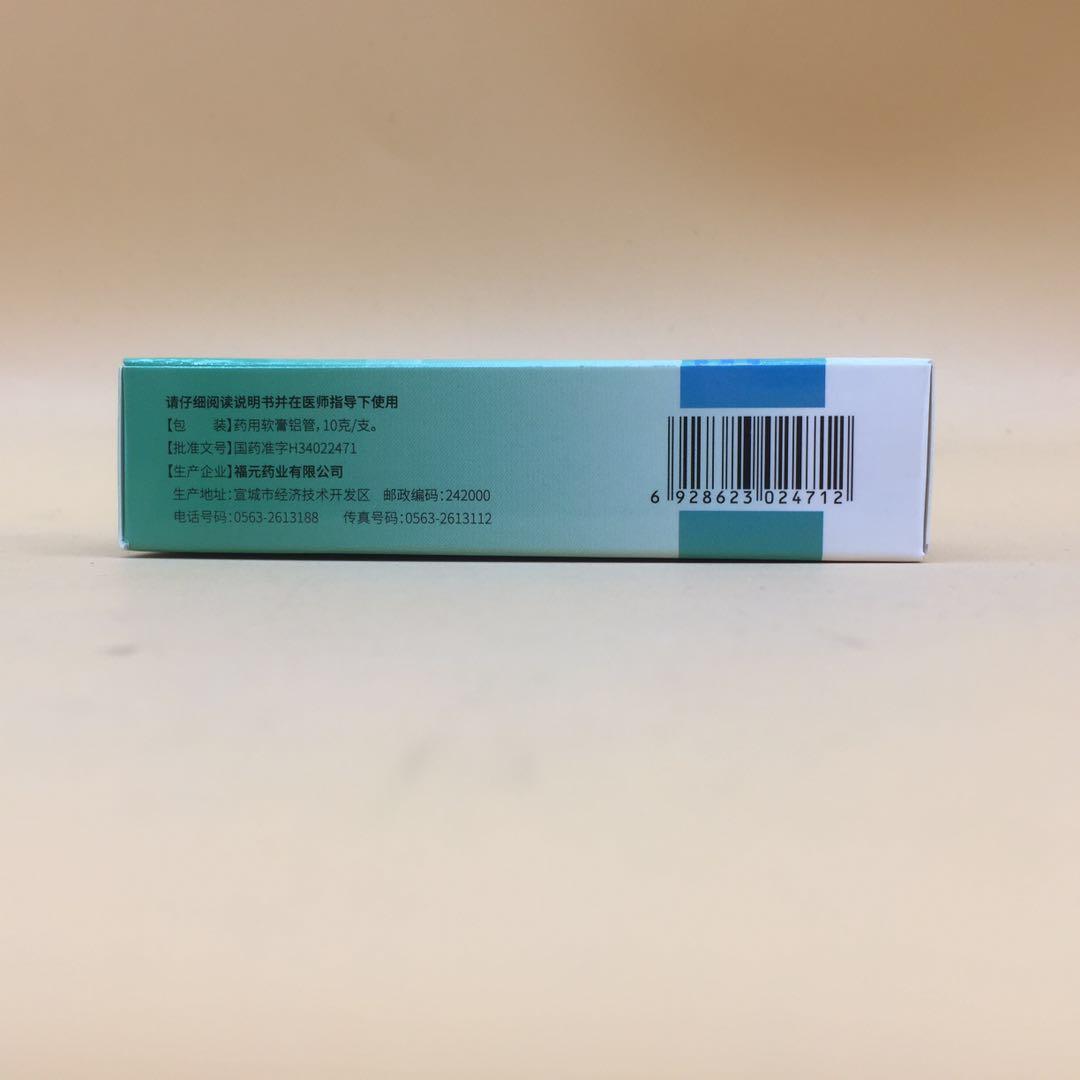 请仔细阅读说明书并在医师指导下使用
【包　　装】药用软膏铝管，10克/支。
【批准文号】国药准字H34022471
【生产企业】福元药业有限公司
生产地址：宣城市经济技术开发区　邮政编码：242000
电话号码：0563-2613188　传真号码：0563-2613112
6 928623 024712